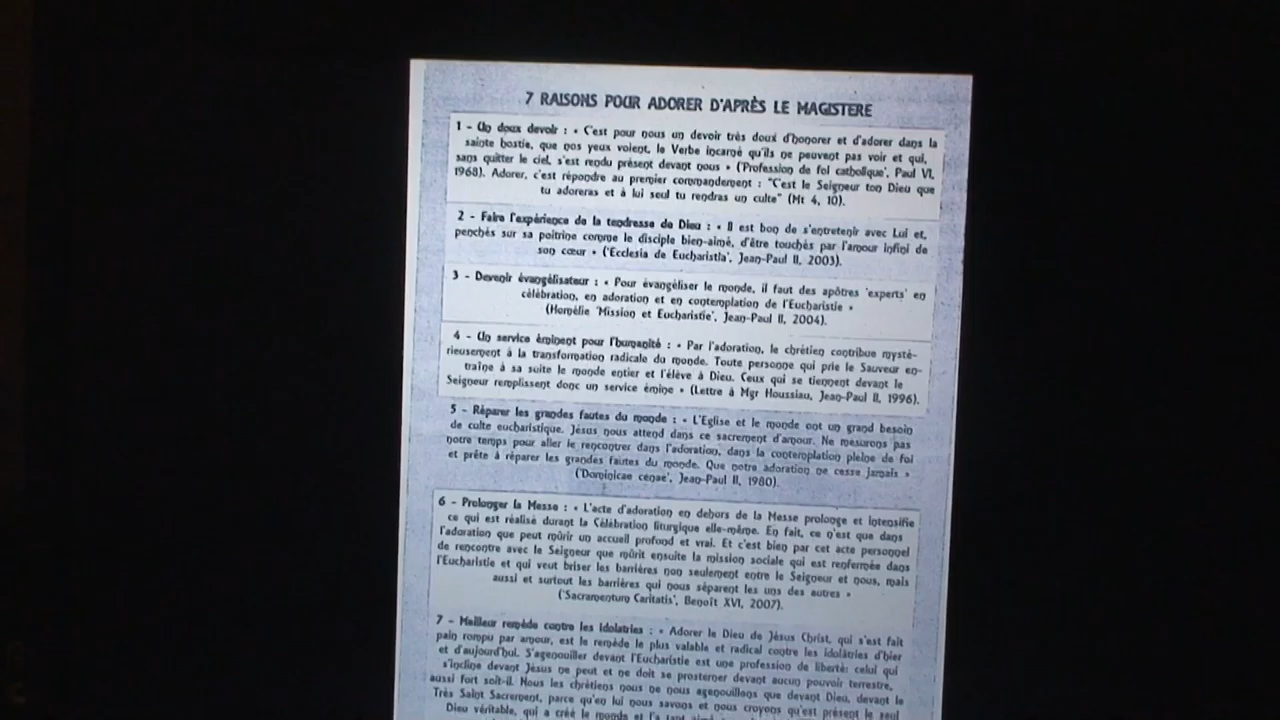 7 RAISONS POUR ADORER D'APRÈS LE MAGISTERE
1 - Un doux devoir : « C'est pour nous un devoir très doux d'honorer et d'adorer dans la
sainte hostie, que nos yeux voient, le Verbe incarné qu'ils ne peuvent pas voir et qui,
sans quitter le ciel, s'est rendu présent devant nous » ('Profession de foi catholique', Paul VI,
1968). Adorer, c'est répondre au premier commandement : "C'est le Seigneur ton Dieu que
tu adoreras et à lui seul tu rendras un culte" (Mt 4, 10).
2 - Faire l'expérience de la tendresse de Dieu : « Il est bon de s'entretenir avec Lui et,
penchés sur sa poitrine comme le disciple bien-aimé, d'être touchés par l'amour infini de
son cœur » ('Ecclesia de Eucharistia', Jean-Paul II, 2003).
3 - Devenir évangélisateur : « Pour évangéliser le monde, il faut des apôtres 'experts' en
célébration, en adoration et en contemplation de l'Eucharistie »
(Homélie 'Mission et Eucharistie', Jean-Paul II, 2004).
4 - Un service éminent pour l'humanité : « Par l'adoration, le chrétien contribue mysté-
rieusement à la transformation radicale du monde. Toute personne qui prie le Sauveur en-
traîne à sa suite le monde entier et l'élève à Dieu. Ceux qui se tiennent devant le
Seigneur remplissent donc un service émine » (Lettre à Mgr Houssiau, Jean-Paul II, 1996).
5 - Réparer les grandes fautes du monde : « L'Eglise et le monde ont un grand besoin
de culte eucharistique. Jésus nous attend dans ce sacrement d'amour. Ne mesurons pas
notre temps pour aller le rencontrer dans l'adoration, dans la contemplation pleine de foi
et prête à réparer les grandes fautes du monde. Que notre adoration ne cesse jamais »
('Dominicae cenae', Jean-Paul II, 1980).
6 - Prolonger la Messe : « L'acte d'adoration en dehors de la Messe prolonge et intensifie
ce qui est réalisé durant la Célébration liturgique elle-même. En fait, ce n'est que dans
l'adoration que peut mûrir un accueil profond et vrai. Et c'est bien par cet acte personnel
de rencontre avec le Seigneur que mûrit ensuite la mission sociale qui est renfermée dans
l'Eucharistie et qui veut briser les barrières non seulement entre le Seigneur et nous, mais
aussi et surtout les barrières qui nous séparent les uns des autres »
('Sacramentum Caritatis', Benoît XVI, 2007).
7 - Meilleur remède contre les idolatries : « Adorer le Dieu de Jésus Christ, qui s'est fait
pain rompu par amour, est le remède le plus valable et radical contre les idolâtries d'hier
et d'aujourd'hui. S'agenouiller devant l'Eucharistie est une profession de liberté: celui qui
s'incline devant Jésus ne peut et ne doit se prosterner devant aucun pouvoir terrestre,
aussi fort soit-il. Nous les chrétiens nous ne nous agenouillons que devant Dieu, devant le
Très Saint Sacrement, parce qu'en lui nous savons et nous croyons qu'est présent le seul
Dieu véritable, qui a créé le monde et l'a tant